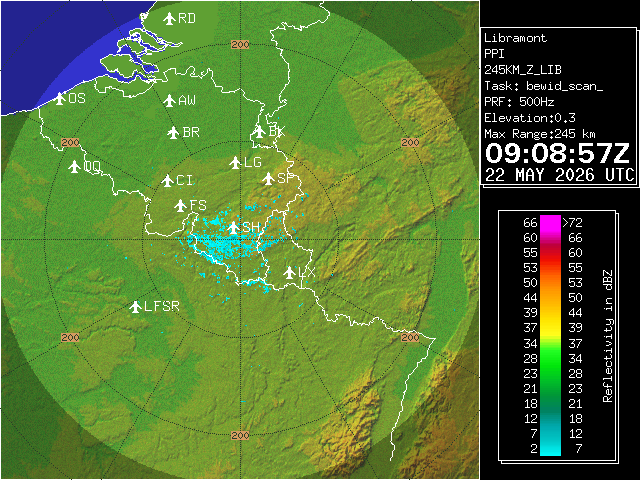 RD
200
OS
AW
BR
BK
200
200
OO
LG
CI
SP
FS
SH
LX
LFSR
200
200
200
Libramont
PPI
245KM_Z_LIB
Task: bewid_scan_
PRF: 500Hz
Elevation:0.3
Max Range:245 km
09:08:57Z
22 MAY 2026 UTC
66 >72
60 66
55 60
53 55
50 53
44 50
39 44
37 39
34 37
28 34
23 28
21 23
18 21
12 18
7 12
2 7
Reflectivity in dBZ